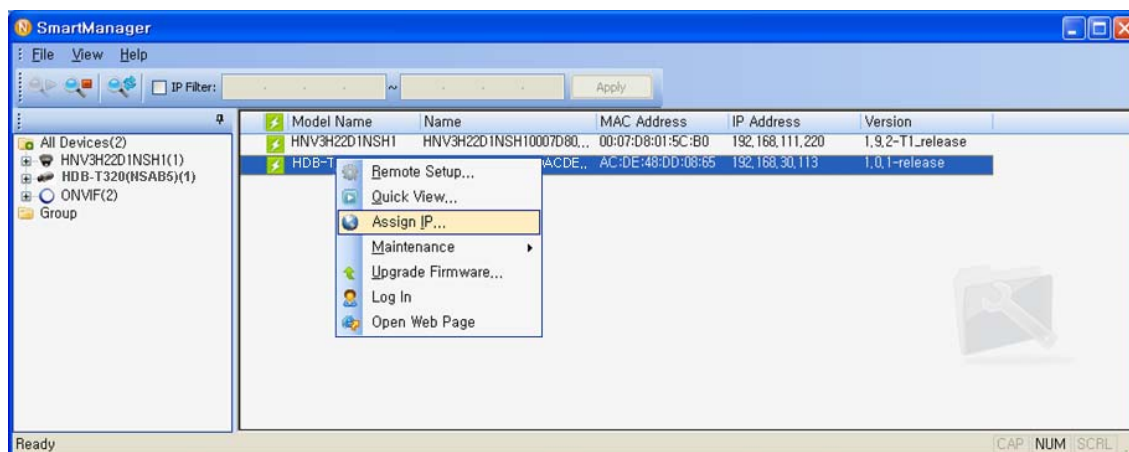 SmartManager
File View Help
IP Filter: . . . ~ . . . Apply
All Devices(2)
HNV3H22D1NSH1(1)
HDB-T320(NSAB5)(1)
ONVIF(2)
Group
Model Name Name MAC Address IP Address Version
HNV3H22D1NSH1 HNV3H22D1NSH10007D80... 00:07:D8:01:5C:B0 192,168,111,220 1,9,2-T1_release
HDB-T ACDE... AC:DE:48:DD:08:65 192,168,30,113 1,0,1-release
Remote Setup...
Quick View...
Assign IP...
Maintenance
Upgrade Firmware...
Log In
Open Web Page
Ready CAP NUM SCRL